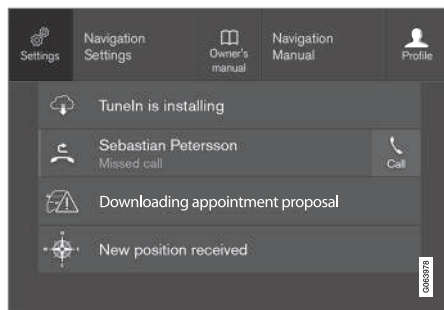 Settings
Navigation
Settings
Owner's
manual
Navigation
Manual
Profile
TuneIn is installing
Sebastian Petersson
Missed call
Call
Downloading appointment proposal
New position received
G063978